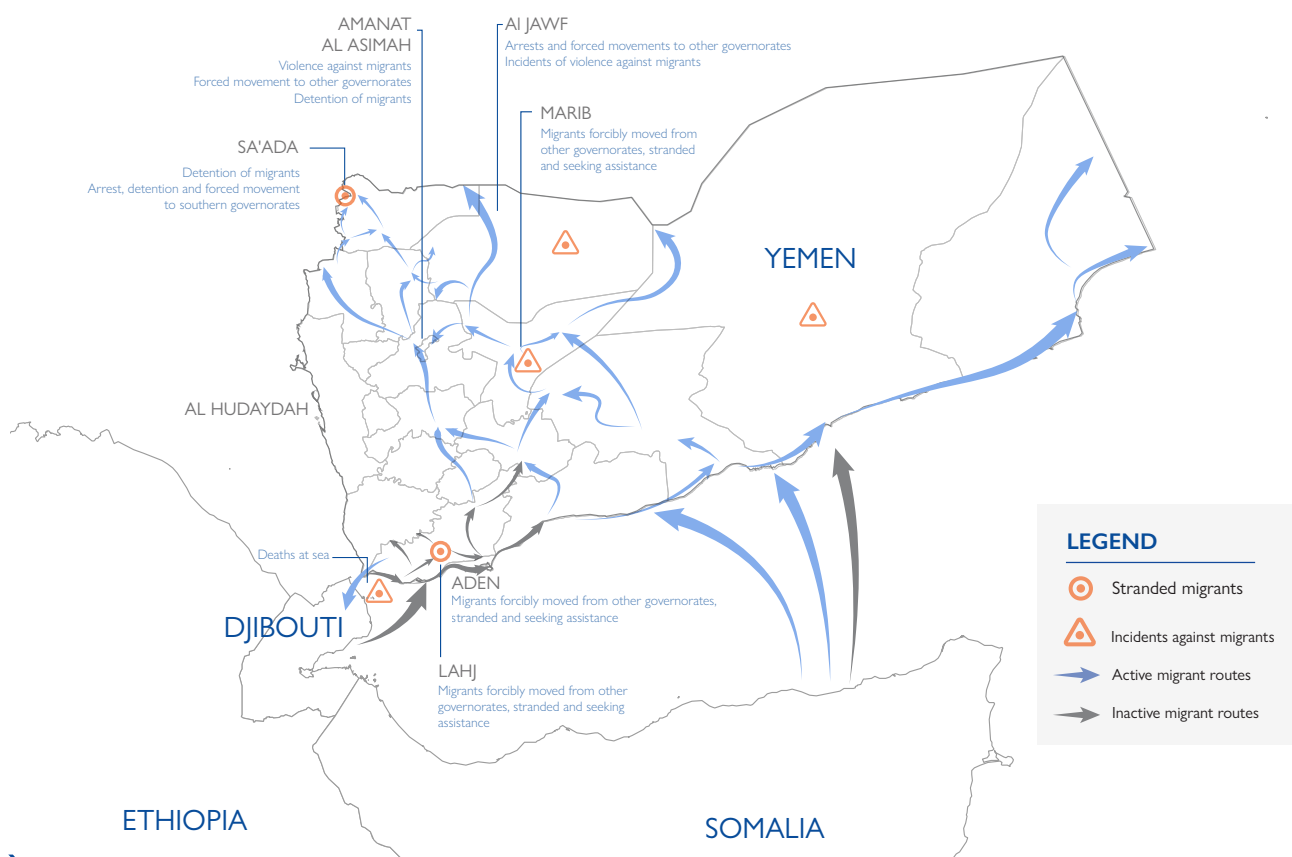 AMANAT
AL ASIMAH
Violence against migrants
Forced movement to other governorates
Detention of migrants
Al JAWF
Arrests and forced movements to other governorates
Incidents of violence against migrants
MARIB
Migrants forcibly moved from
other governorates, stranded
and seeking assistance
SA'ADA
Detention of migrants
Arrest, detention and forced movement
to southern governorates
YEMEN
AL HUDAYDAH
Deaths at sea
ADEN
Migrants forcibly moved from other governorates,
stranded and seeking assistance
DJIBOUTI
LAHJ
Migrants forcibly moved from other
governorates, stranded and seeking
assistance
LEGEND
Stranded migrants
Incidents against migrants
Active migrant routes
Inactive migrant routes
ETHIOPIA
SOMALIA